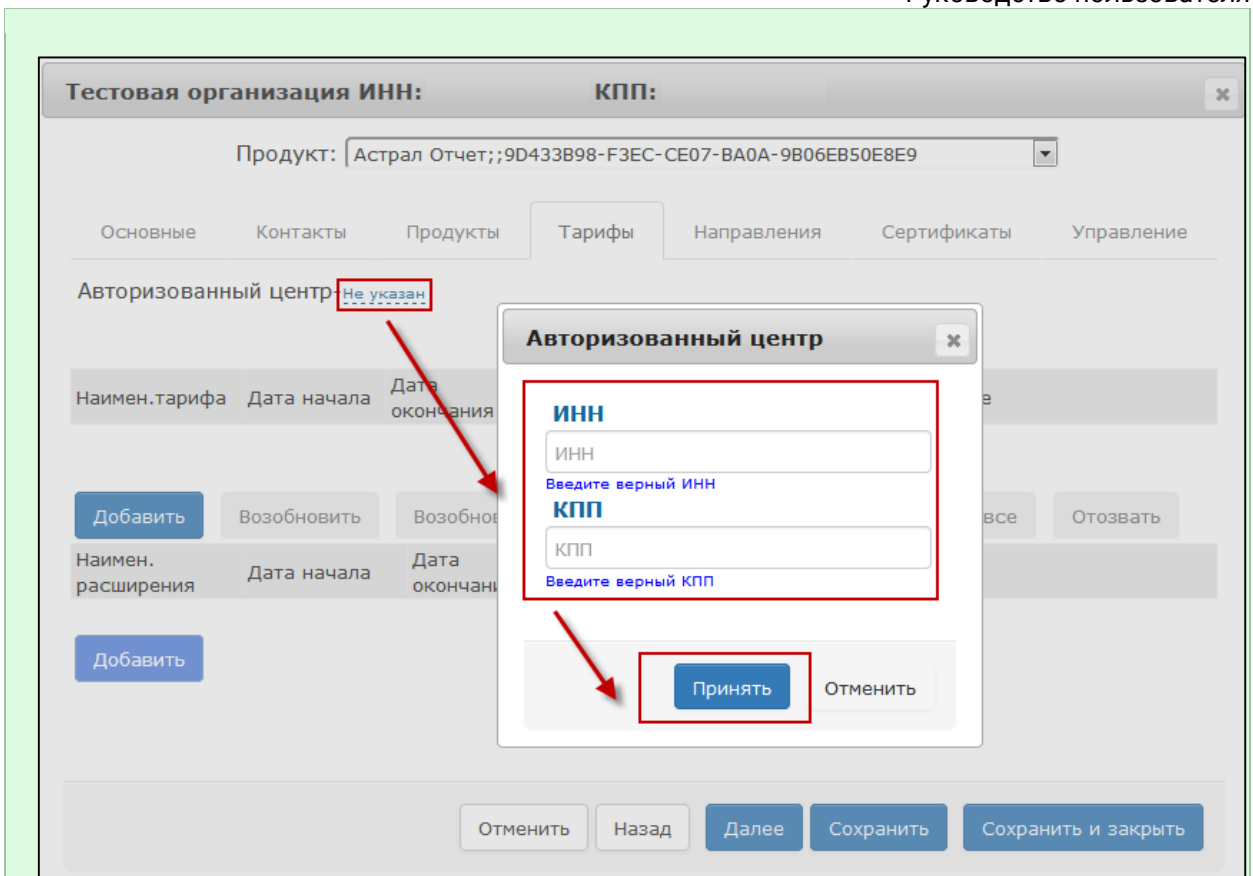 Руководство пользователя
Тестовая организация ИНН: КПП:
Продукт: Астрал Отчет;;9D433B98-F3EC-CE07-BA0A-9B06EB50E8E9
Основные Контакты Продукты Тарифы Направления Сертификаты Управление
Авторизованный центр-Не указан
Авторизованный центр
Наимен.тарифа Дата начала Дата окончания
ИНН
ИНН
Введите верный ИНН
КПП
КПП
Введите верный КПП
Добавить Возобновить все Отозвать
Наимен. расширения Дата начала Дата
Добавить
Принять Отменить
Отменить Назад Далее Сохранить Сохранить и закрыть